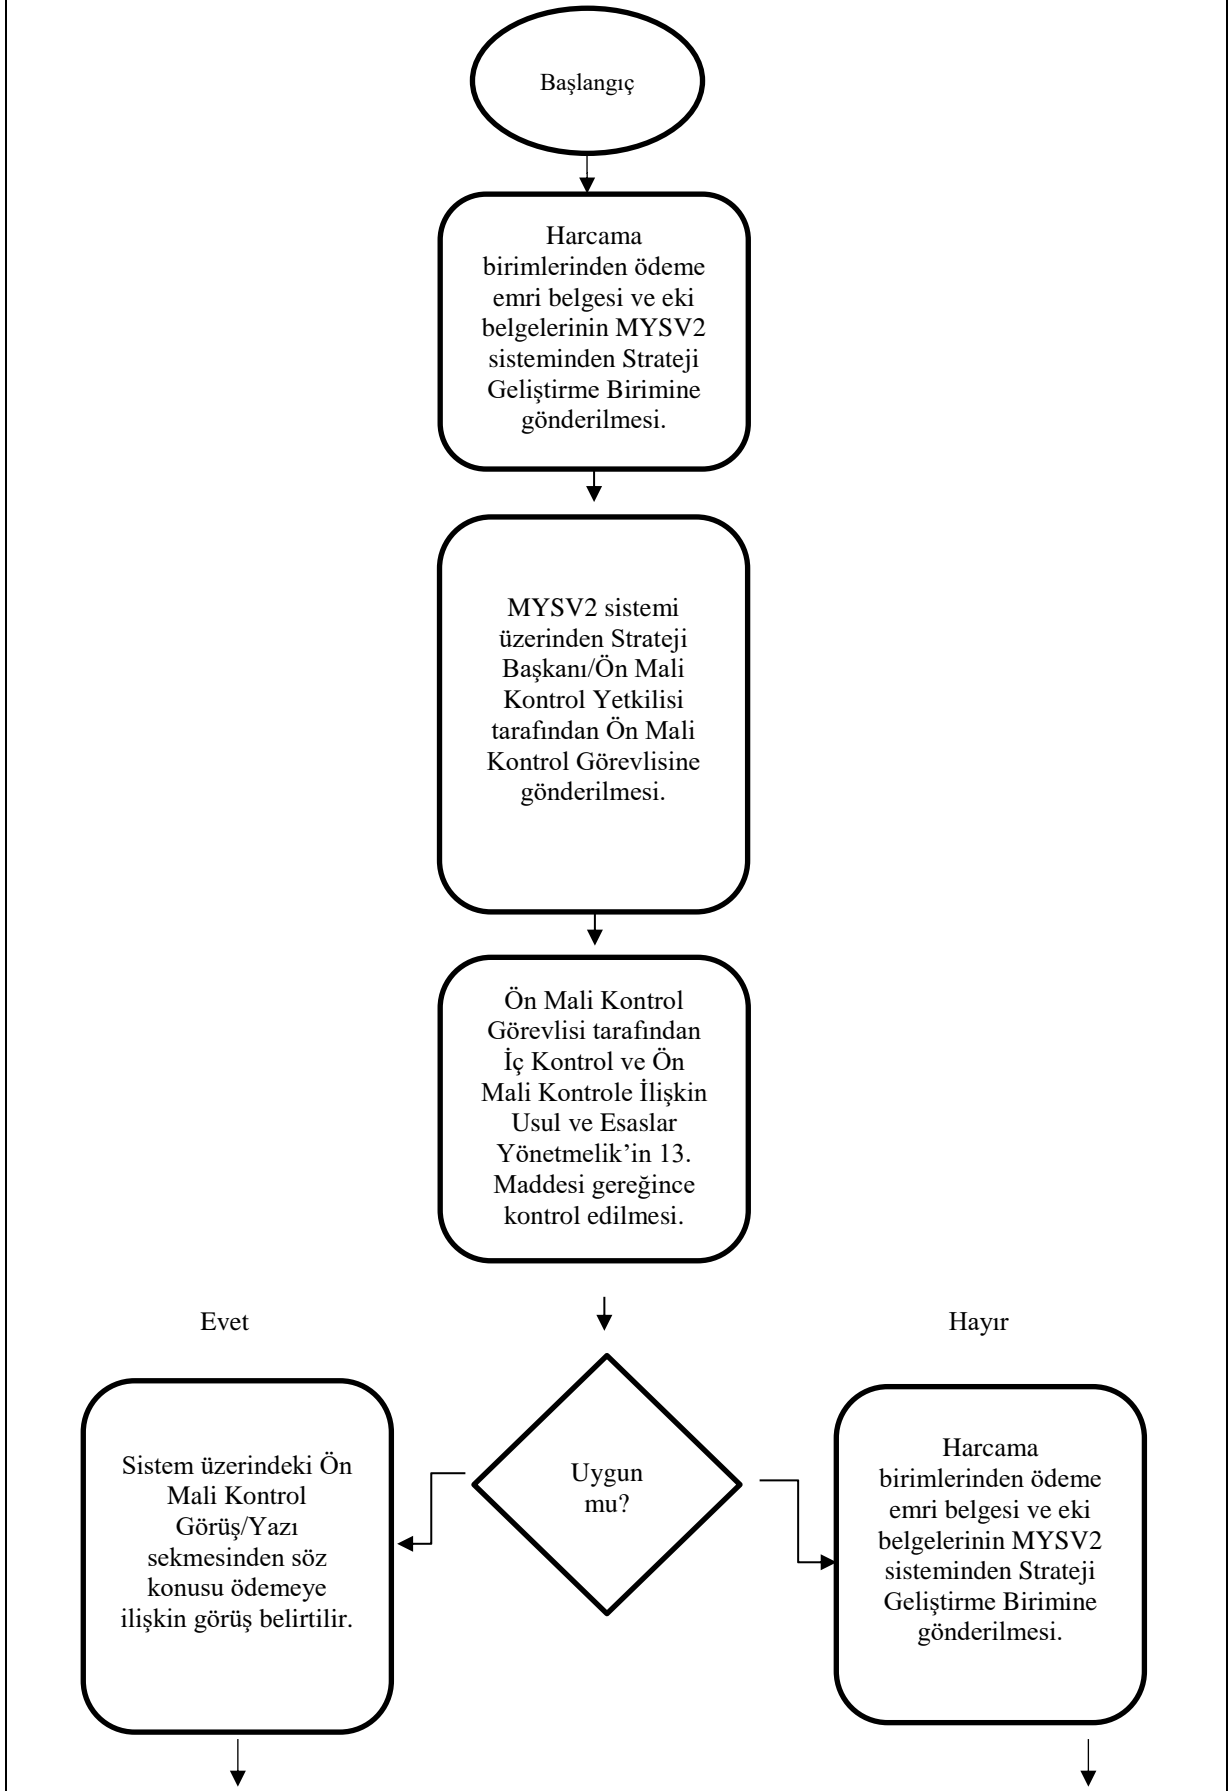 Başlangıç
Harcama
birimlerinden ödeme
emri belgesi ve eki
belgelerinin MYSV2
sisteminden Strateji
Geliştirme Birimine
gönderilmesi.
MYSV2 sistemi
üzerinden Strateji
Başkanı/Ön Mali
Kontrol Yetkilisi
tarafından Ön Mali
Kontrol Görevlisine
gönderilmesi.
Ön Mali Kontrol
Görevlisi tarafından
İç Kontrol ve Ön
Mali Kontrole İlişkin
Usul ve Esaslar
Yönetmelik’in 13.
Maddesi gereğince
kontrol edilmesi.
Evet
Hayır
Sistem üzerindeki Ön
Mali Kontrol
Görüş/Yazı
sekmesinden söz
konusu ödemeye
ilişkin görüş belirtilir.
Uygun
mu?
Harcama
birimlerinden ödeme
emri belgesi ve eki
belgelerinin MYSV2
sisteminden Strateji
Geliştirme Birimine
gönderilmesi.